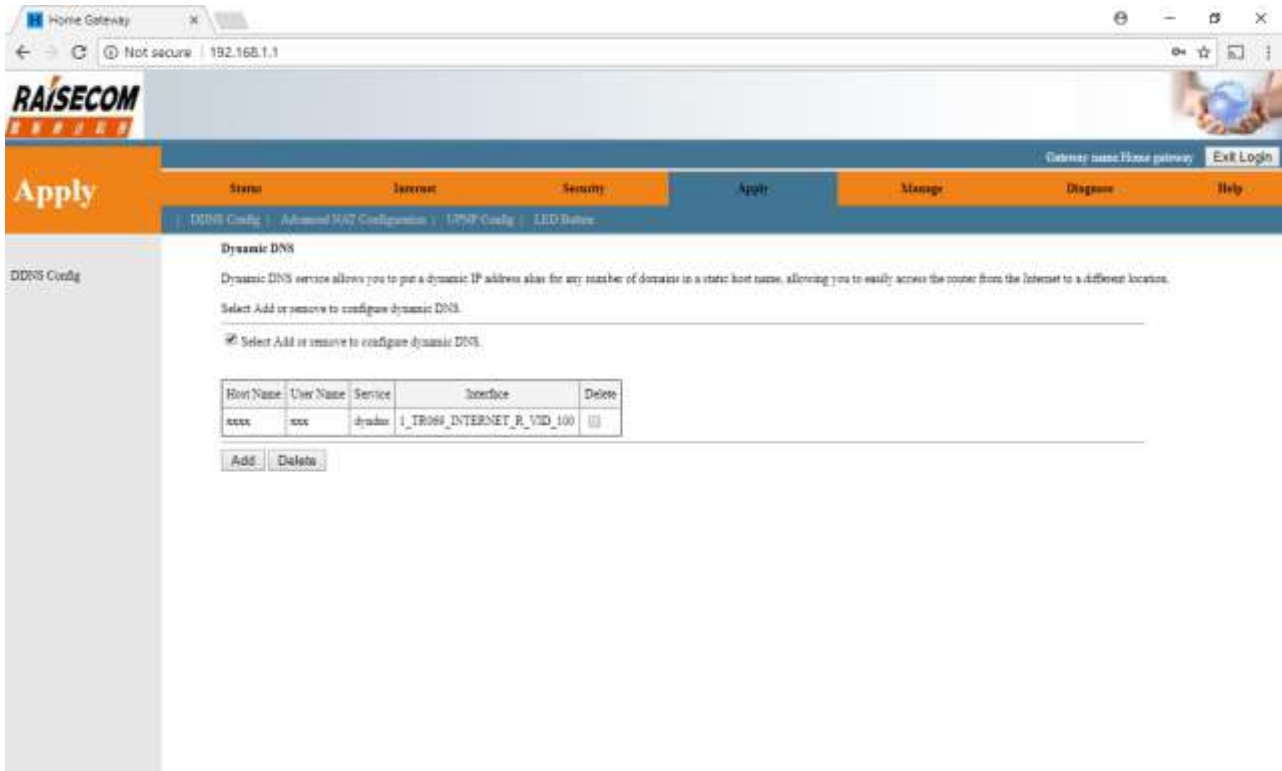 Home Gateway
Not secure | 192.168.1.1
RAISECOM
Gateway name:Home gateway Exit Login
Apply
Status Internet Security Apply Manage Diagnose Help
| DDNS Config | Advanced NAT Configuration | UPNP Config | LED Button
DDNS Config
Dynamic DNS
Dynamic DNS service allows you to put a dynamic IP address alias for any number of domains in a static host name, allowing you to easily access the router from the Internet to a different location.
Select Add or remove to configure dynamic DNS.
Select Add or remove to configure dynamic DNS.
Host Name User Name Service Interface Delete
xxxx xxx dyndns 1_TR069_INTERNET_R_VID_100
Add Delete